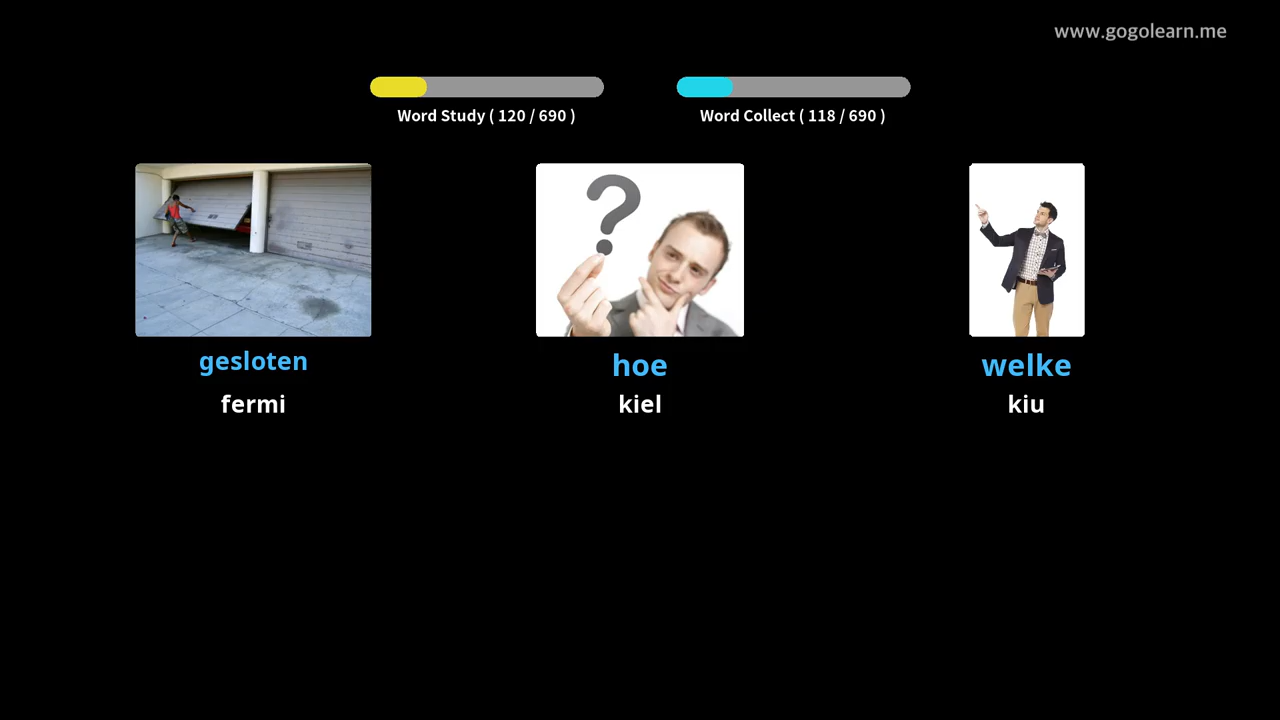 www.gogolearn.me
Word Study ( 120 / 690 )
Word Collect ( 118 / 690 )
gesloten
hoe
welke
fermi
kiel
kiu